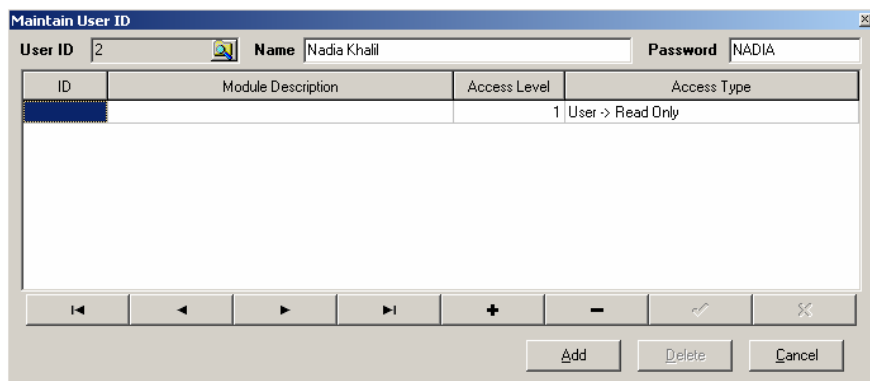 Maintain User ID
User ID 2 Name Nadia Khalil Password NADIA
ID Module Description Access Level Access Type
1 User -> Read Only
Add Delete Cancel